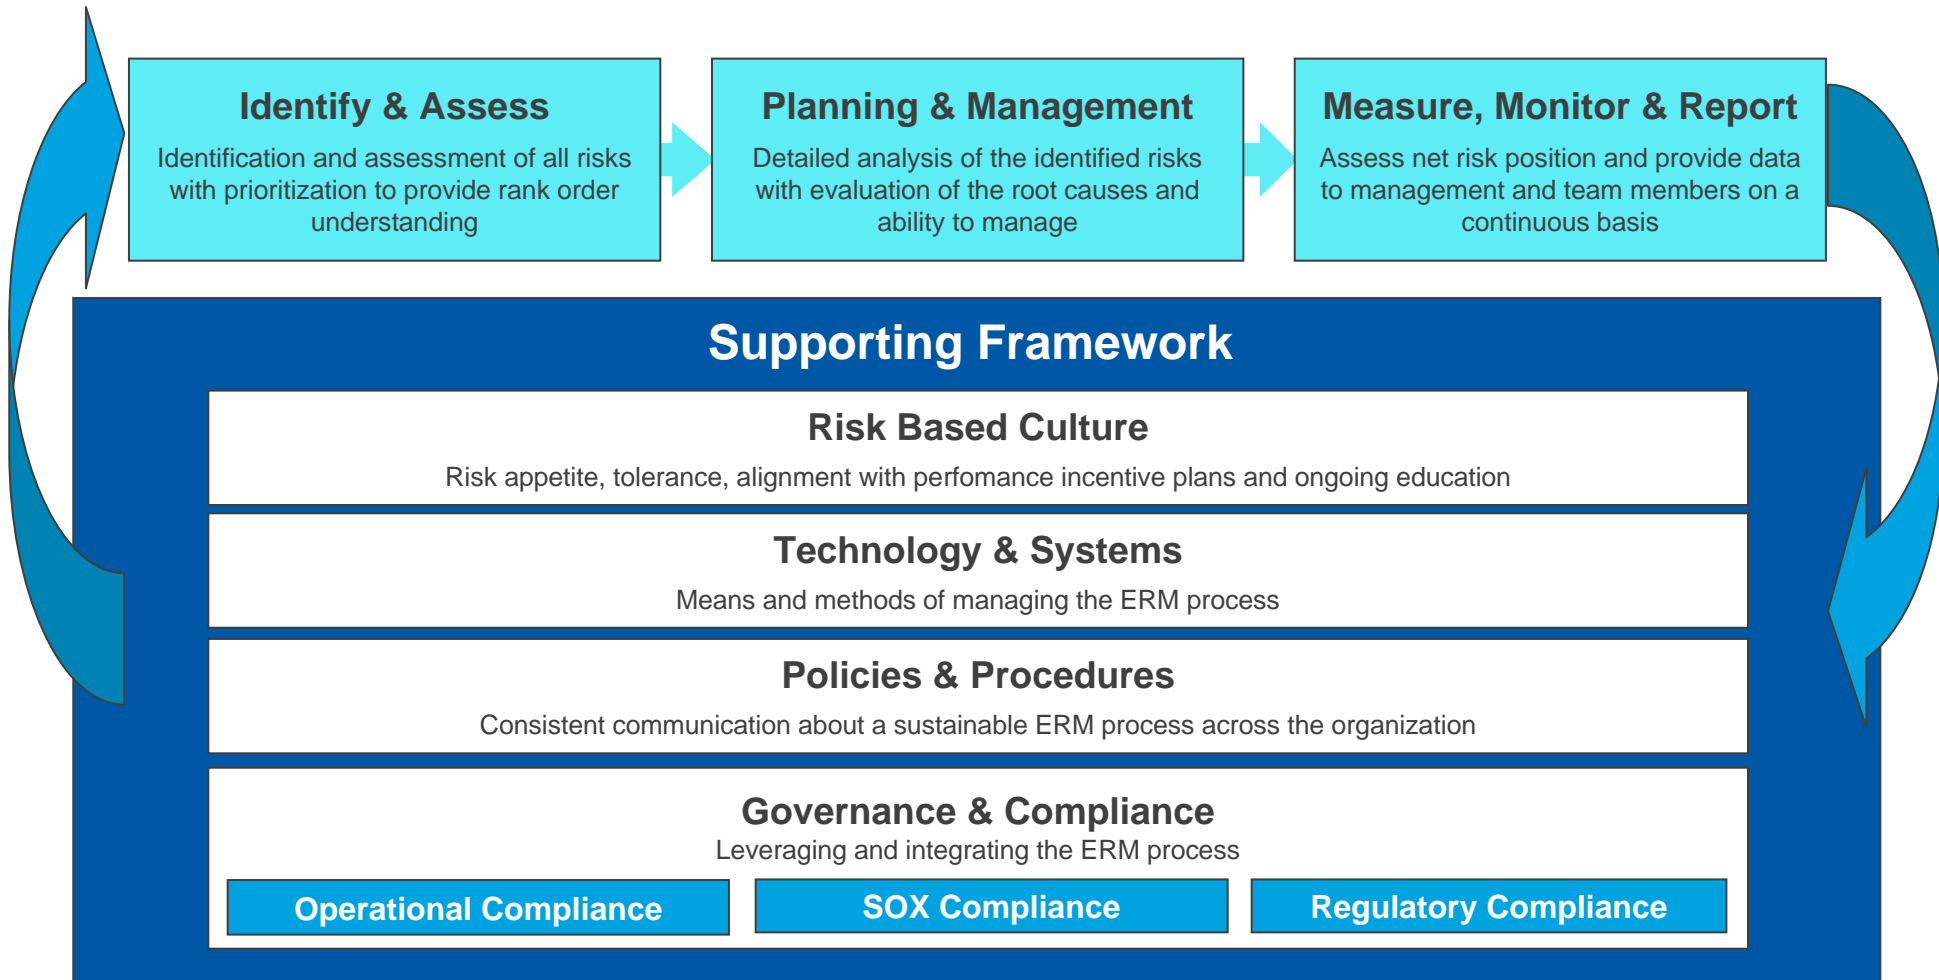 Identify & Assess
Identification and assessment of all risks
with prioritization to provide rank order
understanding
Planning & Management
Detailed analysis of the identified risks
with evaluation of the root causes and
ability to manage
Measure, Monitor & Report
Assess net risk position and provide data
to management and team members on a
continuous basis
Supporting Framework
Risk Based Culture
Risk appetite, tolerance, alignment with perfomance incentive plans and ongoing education
Technology & Systems
Means and methods of managing the ERM process
Policies & Procedures
Consistent communication about a sustainable ERM process across the organization
Governance & Compliance
Leveraging and integrating the ERM process
Operational Compliance
SOX Compliance
Regulatory Compliance